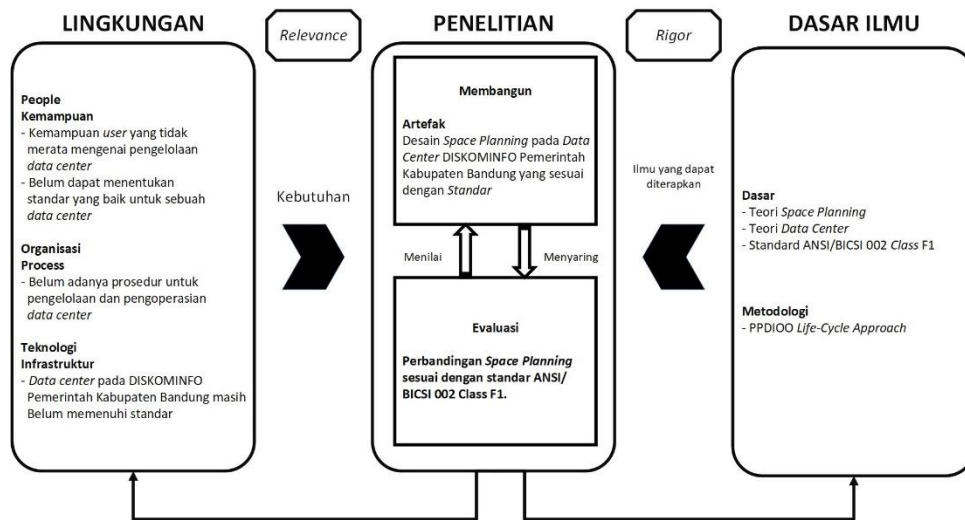 LINGKUNGAN
Relevance
PENELITIAN
Rigor
DASAR ILMU
People
Kemampuan
- Kemampuan user yang tidak
merata mengenai pengelolaan
data center
- Belum dapat menentukan
standar yang baik untuk sebuah
data center
Organisasi
Process
- Belum adanya prosedur untuk
pengelolaan dan pengoperasian
data center
Teknologi
Infrastruktur
- Data center pada DISKOMINFO
Pemerintah Kabupaten Bandung masih
Belum memenuhi standar
Kebutuhan
Membangun
Artefak
Desain Space Planning pada Data
Center DISKOMINFO Pemerintah
Kabupaten Bandung yang sesuai
dengan Standar
Menilai
Menyaring
Evaluasi
Perbandingan Space Planning
sesuai dengan standar ANSI/
BICSI 002 Class F1.
Ilmu yang dapat
diterapkan
Dasar
- Teori Space Planning
- Teori Data Center
- Standard ANSI/BICSI 002 Class F1
Metodologi
- PPDIOO Life-Cycle Approach